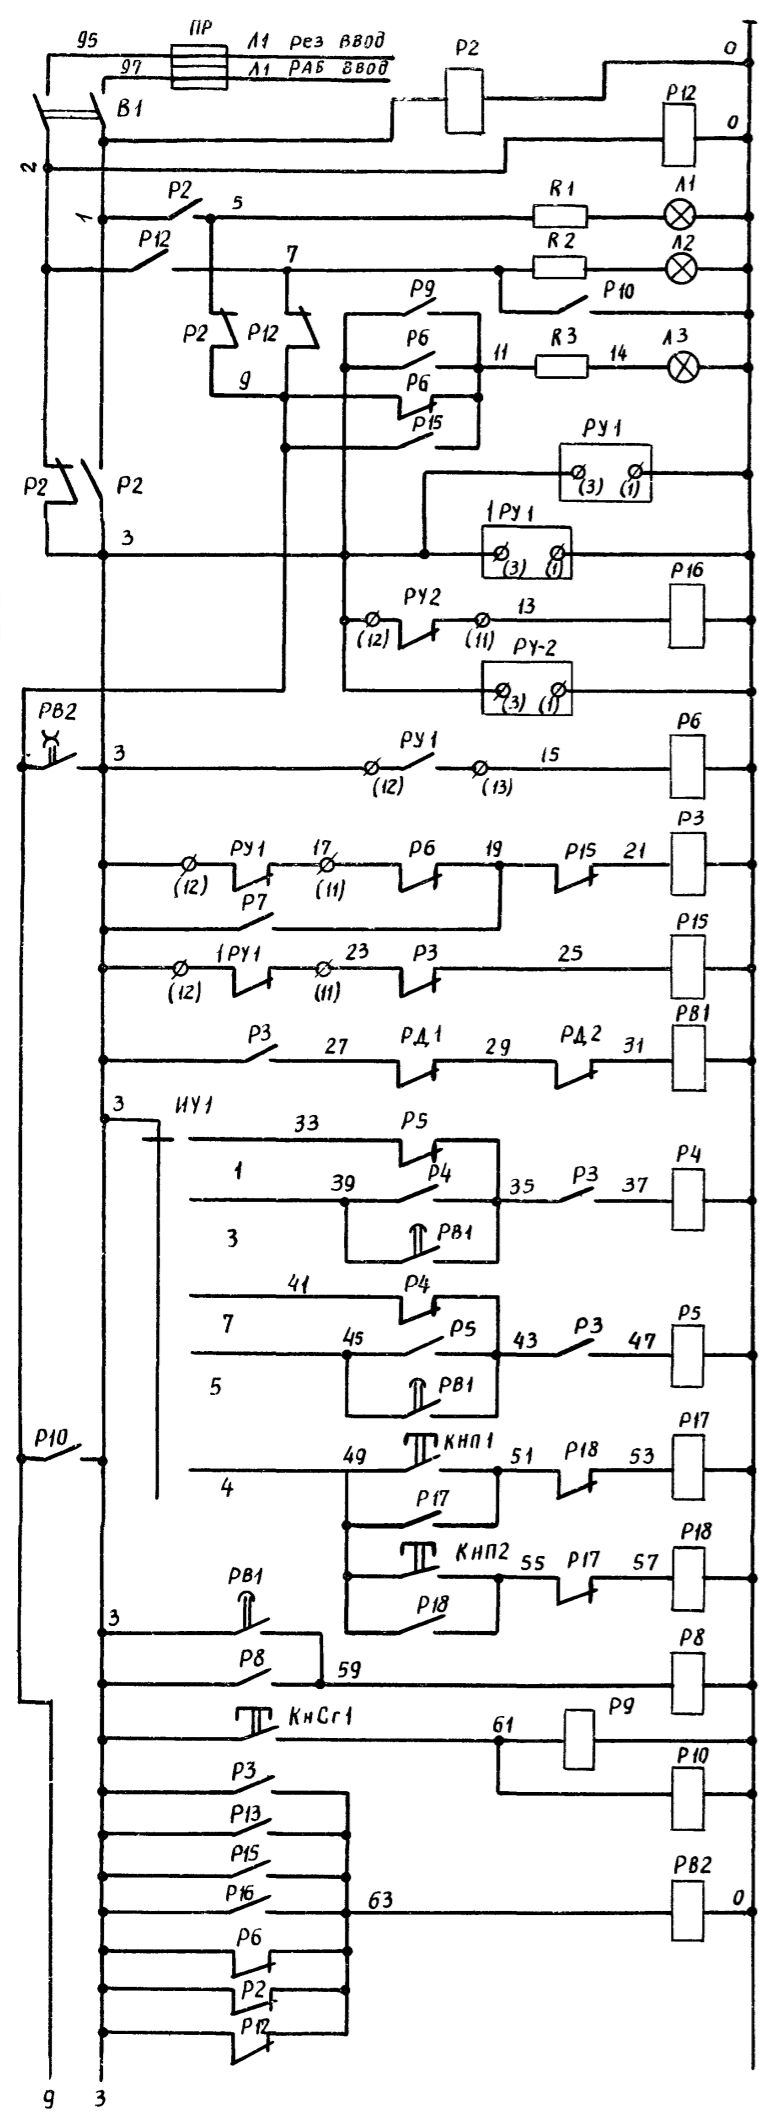 95 ПР Л1 Рез ВВОД
97 Л1 РАБ ВВОД
В1 Р2 0
Р12 0
2
1 Р2 5 R1 Л1
Р12 7 R2 Л2
Р10
Р2 Р12 Р9
Р6 11 R3 14 Л3
9 Р6
Р15
Р2 Р2 РУ1
(3) (1)
3 1РУ1
(3) (1)
РУ2 13 Р16
(12) (11)
РУ-2
(3) (1)
РВ2
3 РУ1 15 Р6
(12) (13)
РУ1 17 Р6 19 Р15 21 Р3
(12) (11)
Р7
1РУ1 23 Р3 25 Р15
(12) (11)
Р3 27 РД1 29 РД2 31 РВ1
3 ИУ1
33 Р5
1 39 Р4 35 Р3 37 Р4
3 РВ1
41 Р4
7 45 Р5 43 Р3 47 Р5
5 РВ1
Р10 49 КНП1 51 Р18 53 Р17
4
Р17
КНП2 55 Р17 57 Р18
РВ1 Р18
3
Р8 59 Р8
КнСг1 61 Р9
Р3 Р10
Р13
Р15
Р16 63 РВ2 0
Р6
Р2
Р12
9 3